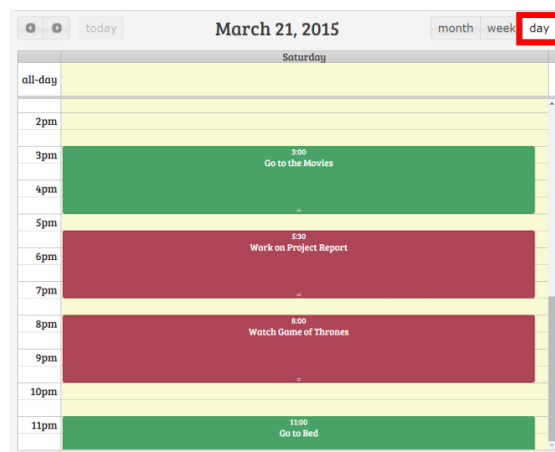 today March 21, 2015 month week day
Saturday
all-day
2pm
3pm
3:00
Go to the Movies
4pm
5pm
5:30
Work on Project Report
6pm
7pm
8pm
8:00
Watch Game of Thrones
9pm
10pm
11pm
11:00
Go to Bed